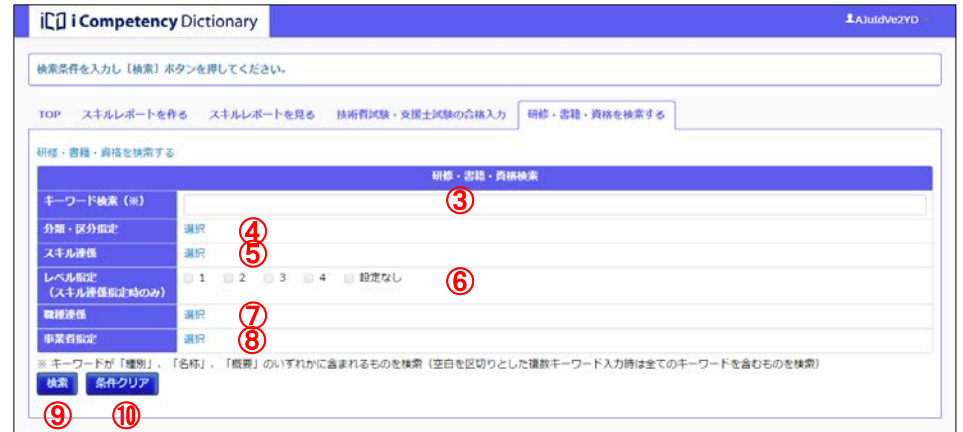 i Competency Dictionary
AJuIdVe2YD
検索条件を入力し［検索］ボタンを押してください。
TOP スキルレポートを作る スキルレポートを見る 技術者試験・支援士試験の合格入力 研修・書籍・資格を検索する
研修・書籍・資格を検索する
研修・書籍・資格検索
キーワード検索（※） ③
分類・区分指定 選択 ④
スキル連係 選択 ⑤
レベル指定 1 2 3 4 設定なし ⑥
（スキル連係指定時のみ）
職種連係 選択 ⑦
事業者指定 選択 ⑧
※ キーワードが「種別」、「名称」、「概要」のいずれかに含まれるものを検索（空白を区切りとした複数キーワード入力時は全てのキーワードを含むものを検索）
検索 条件クリア
⑨ ⑩